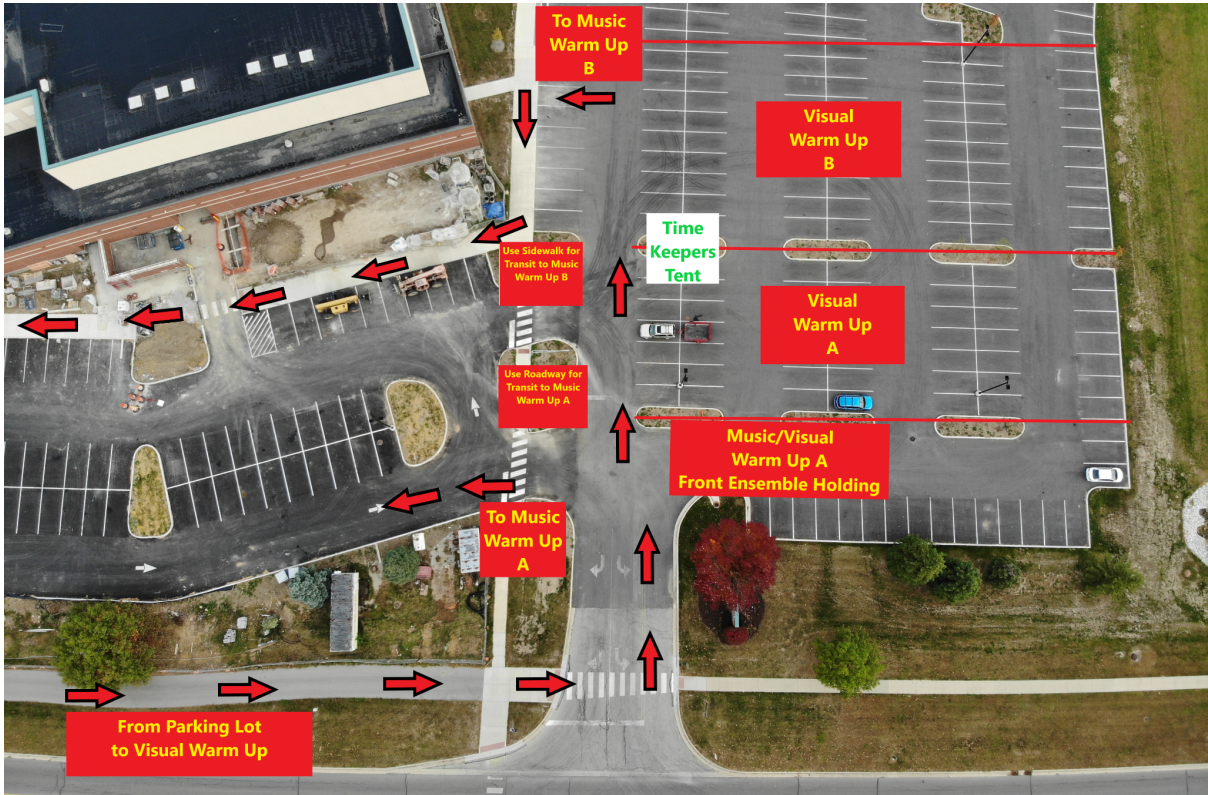 To Music
Warm Up
B
Visual
Warm Up
B
Time
Keepers
Tent
Use Sidewalk for
Transit to Music
Warm Up B
Visual
Warm Up
A
Use Roadway for
Transit to Music
Warm Up A
Music/Visual
Warm Up A
Front Ensemble Holding
To Music
Warm Up
A
From Parking Lot
to Visual Warm Up